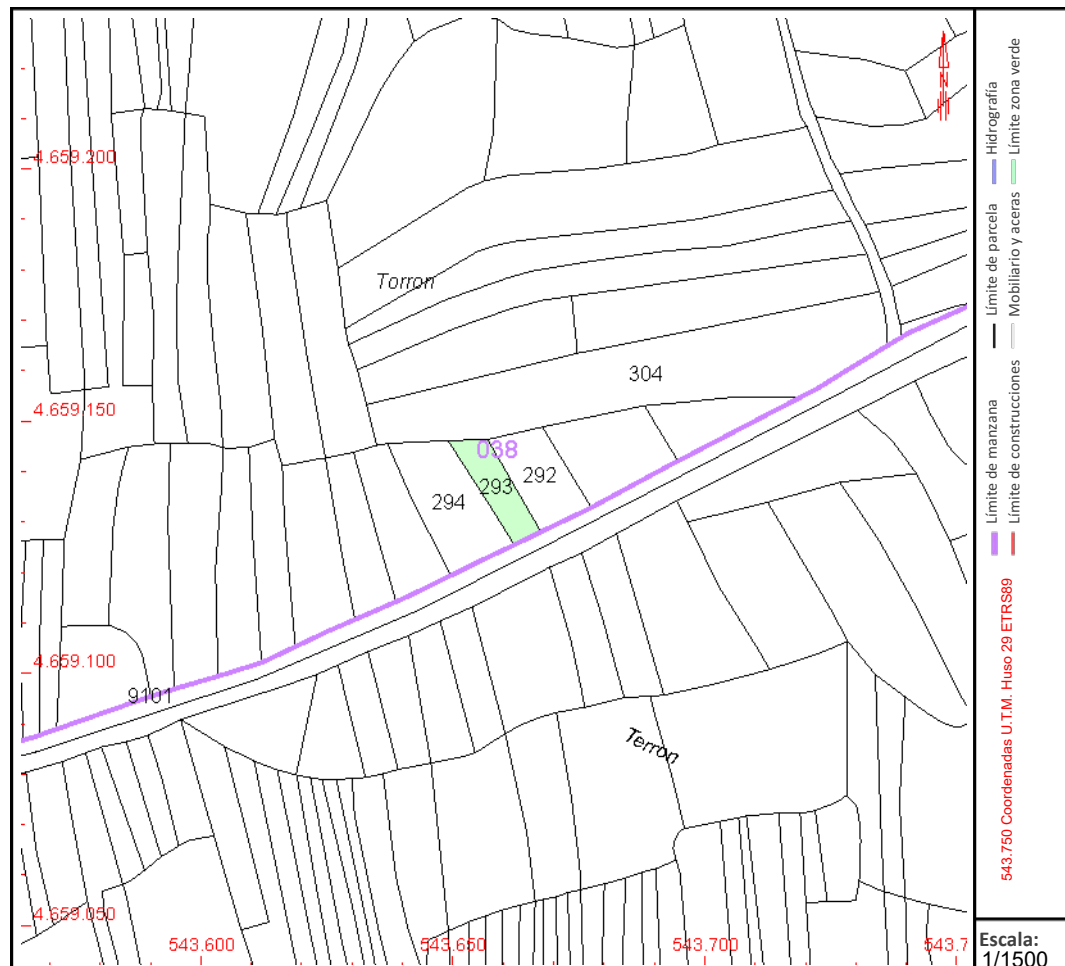 4.659.200
Torron
304
4.659.150
038
292
293
294
4.659.100
9101
Terron
4.659.050
543.600
543.650
543.700
543.7
N
Límite de manzana
Límite de parcela
Hidrografía
Límite de construcciones
Mobiliario y aceras
Límite zona verde
543.750 Coordenadas U.T.M. Huso 29 ETRS89
Escala:
1/1500